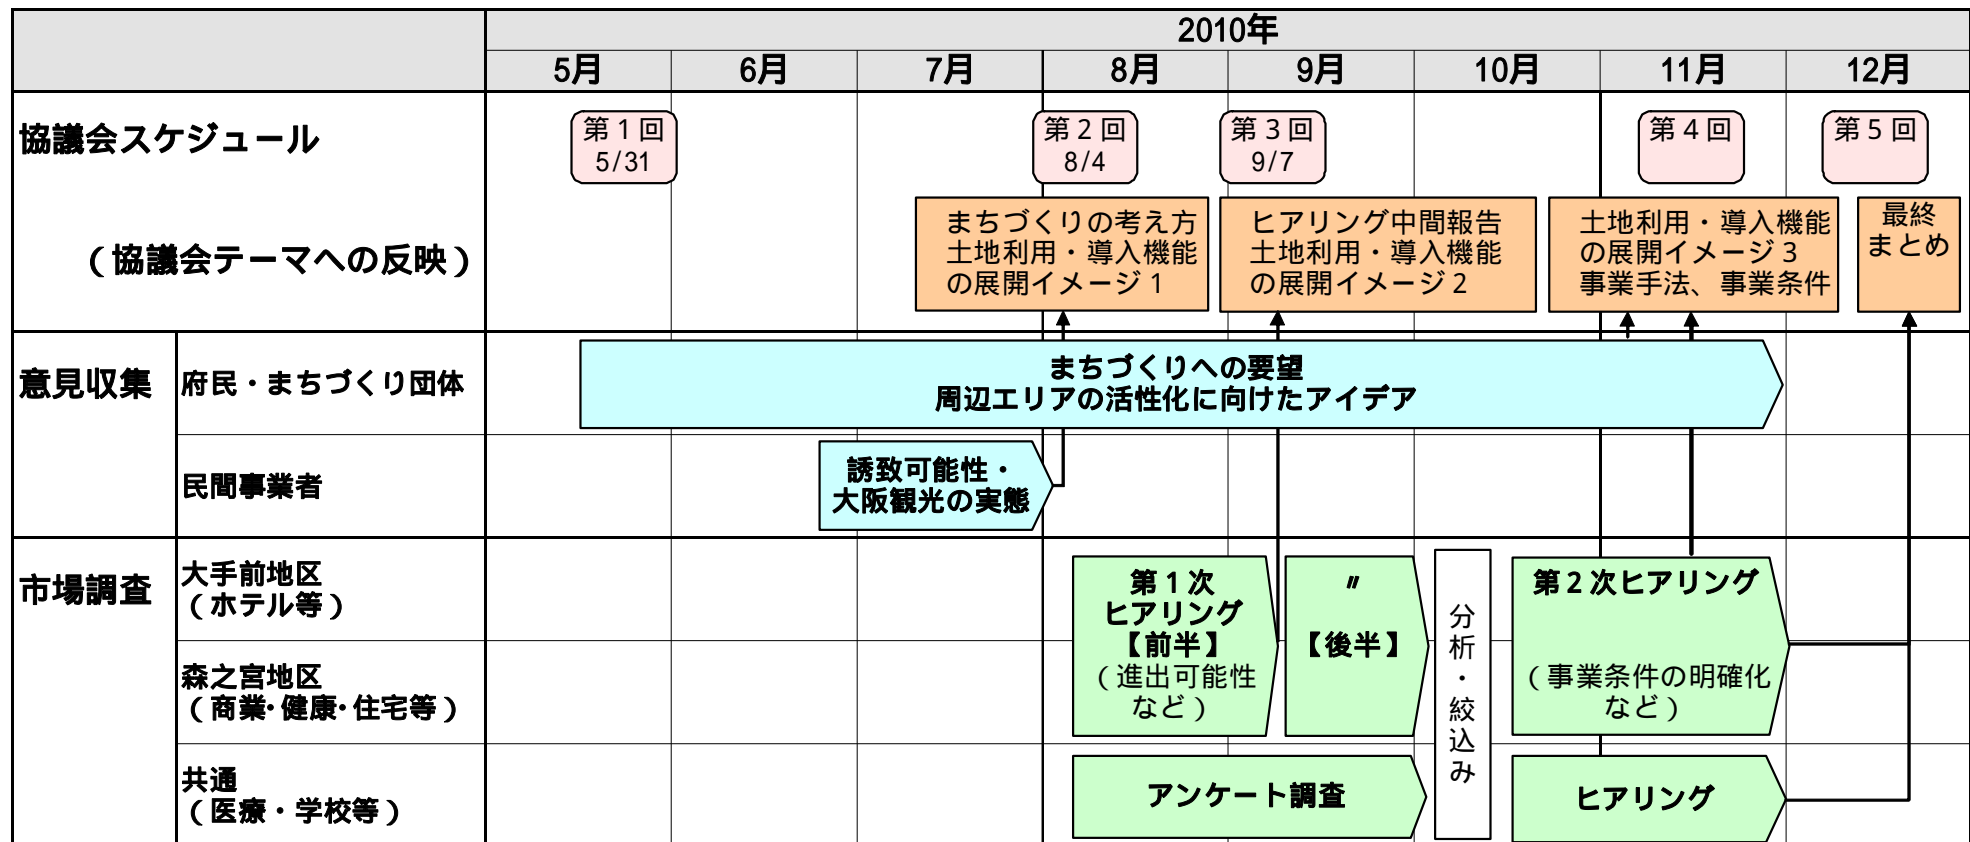 2010年
5月 6月 7月 8月 9月 10月 11月 12月
協議会スケジュール
第1回
5/31
第2回
8/4
第3回
9/7
第4回
第5回
（協議会テーマへの反映）
まちづくりの考え方
土地利用・導入機能
の展開イメージ1
ヒアリング中間報告
土地利用・導入機能
の展開イメージ2
土地利用・導入機能
の展開イメージ3
事業手法、事業条件
最終
まとめ
意見収集
府民・まちづくり団体
まちづくりへの要望
周辺エリアの活性化に向けたアイデア
民間事業者
誘致可能性・
大阪観光の実態
市場調査
大手前地区
（ホテル等）
森之宮地区
（商業・健康・住宅等）
共通
（医療・学校等）
第1次
ヒアリング
【前半】
（進出可能性
など）
〃
【後半】
分析・絞込み
第2次ヒアリング
（事業条件の明確化
など）
アンケート調査
ヒアリング